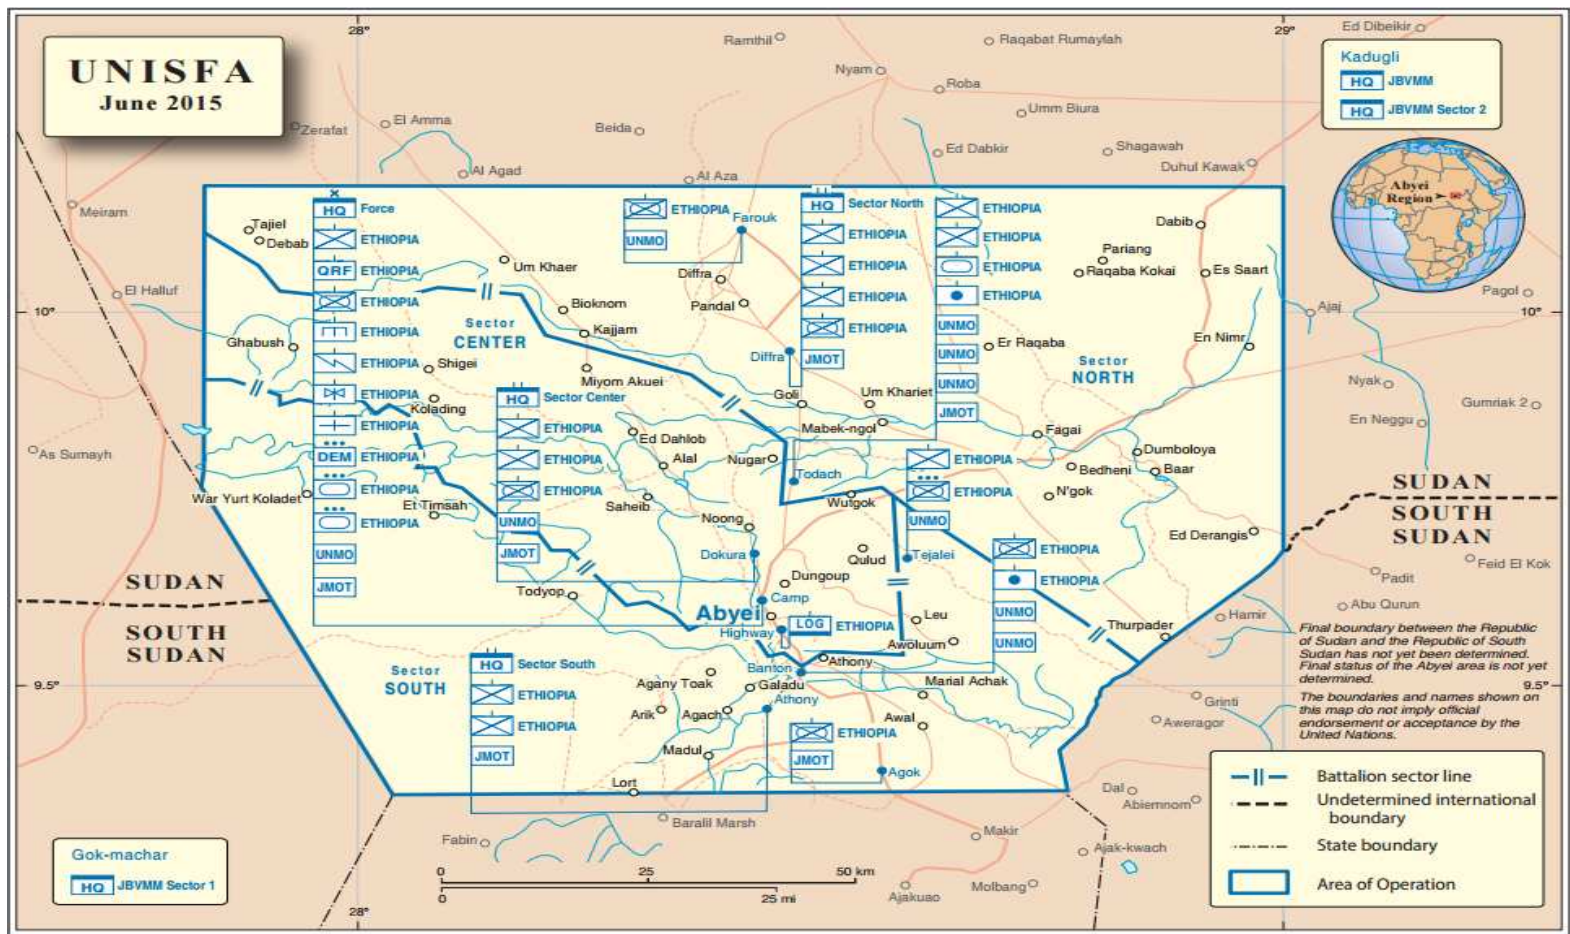 UNISFA
June 2015
28°
29°
Ramthil
Raqabat Rumaylah
Ed Dibeikir
Nyam
Roba
Umm Biura
Zerafat
El Amma
Beida
Ed Dabkir
Shagawah
Duhul Kawak
Al Agad
Al Aza
Meiram
El Halluf
As Sumayh
Kadugli
HQ JBVMM
HQ JBVMM Sector 2
Abyei
Region
Pagol
Ajaj
10°
10°
Nyak
Gumriak 2
En Neggu
HQ Force
ETHIOPIA
QRF ETHIOPIA
ETHIOPIA
ETHIOPIA
ETHIOPIA
ETHIOPIA
ETHIOPIA
DEM ETHIOPIA
ETHIOPIA
ETHIOPIA
UNMO
JMOT
ETHIOPIA
UNMO
Farouk
HQ Sector North
ETHIOPIA
ETHIOPIA
ETHIOPIA
ETHIOPIA
JMOT
ETHIOPIA
ETHIOPIA
ETHIOPIA
ETHIOPIA
UNMO
UNMO
UNMO
JMOT
Tajiel
Debab
Um Khaer
Bioknom
Kajjam
Sector
CENTER
Ghabush
Shigei
Miyom Akuei
Kolading
Diffra
Pandal
Diffra
Goli
Um Khariet
Mabek-ngol
Er Raqaba
Dabib
Pariang
Raqaba Kokai
Es Saart
En Nimr
Sector
NORTH
Fagai
Dumboloya
Bedheni
Baar
N'gok
Ed Derangis
HQ Sector Center
ETHIOPIA
ETHIOPIA
ETHIOPIA
UNMO
JMOT
Ed Dahlob
Alal
Nugar
Todach
Saheib
Noong
Wutgok
War Yurt Koladet
Et Timsah
Dokura
Qulud
Tejalei
ETHIOPIA
ETHIOPIA
UNMO
ETHIOPIA
ETHIOPIA
UNMO
UNMO
Todyop
Dungoup
Camp
Abyei
Highway
LOG ETHIOPIA
Leu
Awoluum
Thurpader
Banton
Athony
SUDAN
SOUTH
SUDAN
SUDAN
SOUTH
SUDAN
Feid El Kok
Padit
Abu Qurun
Hamir
Grinti
Aweragor
9.5°
9.5°
Sector
SOUTH
HQ Sector South
ETHIOPIA
ETHIOPIA
JMOT
Agany Toak
Galadu
Athony
Arik
Agach
Madul
Lort
Marial Achak
Awal
ETHIOPIA
JMOT
Agok
Final boundary between the Republic
of Sudan and the Republic of South
Sudan has not yet been determined.
Final status of the Abyei area is not yet
determined.
The boundaries and names shown on
this map do not imply official
endorsement or acceptance by the
United Nations.
Dal
Abiemnom
Baralil Marsh
Fabin
Makir
Ajak-kwach
Ajakuao
Molbang
Gok-machar
HQ JBVMM Sector 1
0 25 50 km
0 25 mi
28°
Battalion sector line
Undetermined international
boundary
State boundary
Area of Operation